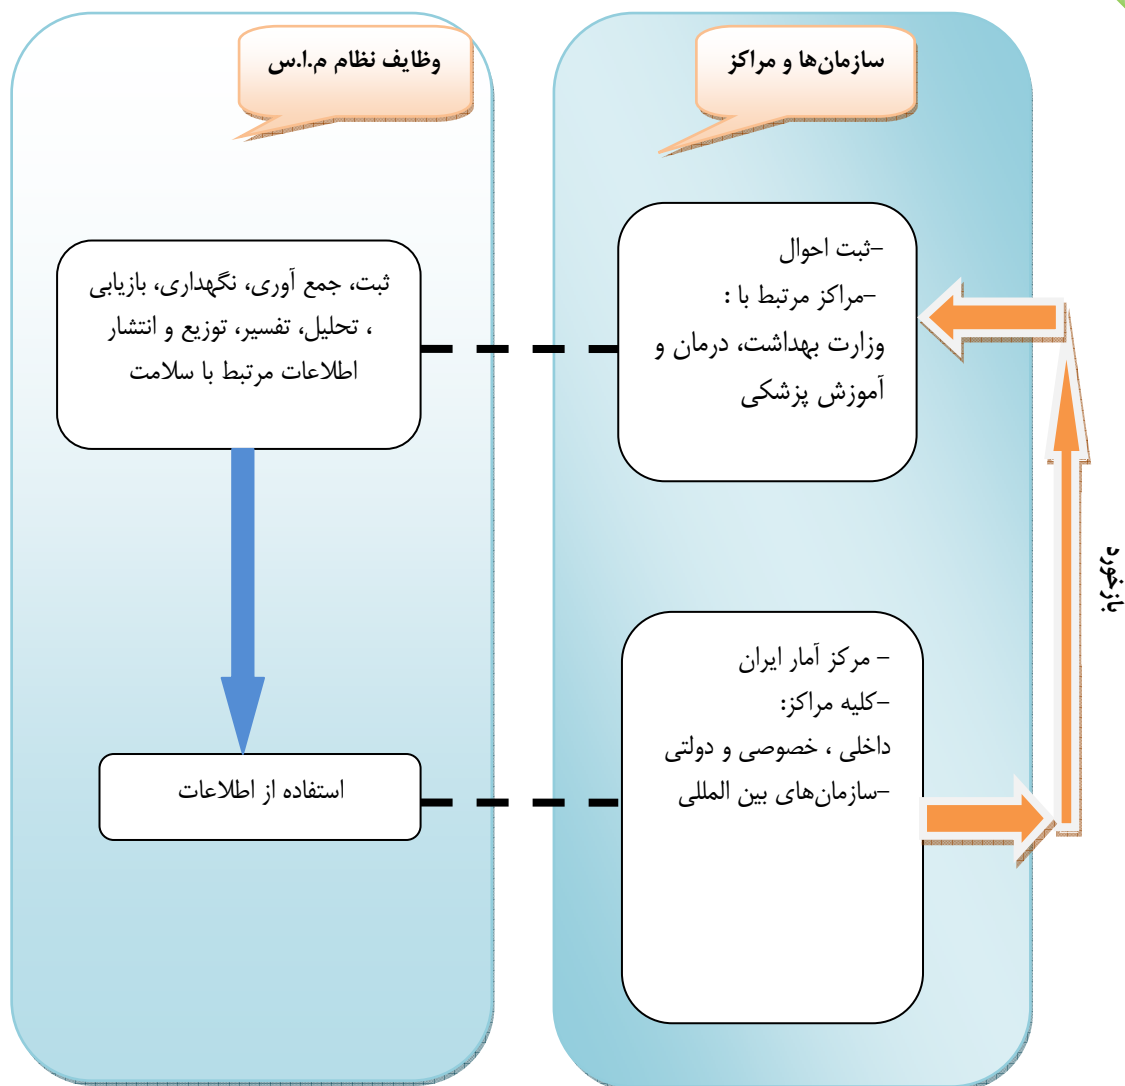 سازمان‌ها و مراکز
-ثبت احوال
-مراکز مرتبط با :
وزارت بهداشت، درمان و
آموزش پزشکی
- مرکز آمار ایران
-کلیه مراکز:
داخلی ، خصوصی و دولتی
-سازمان‌های بین المللی
بازخورد
وظایف نظام م.ا.س
ثبت، جمع آوری، نگهداری، بازیابی
، تحلیل، تفسیر، توزیع و انتشار
اطلاعات مرتبط با سلامت
استفاده از اطلاعات